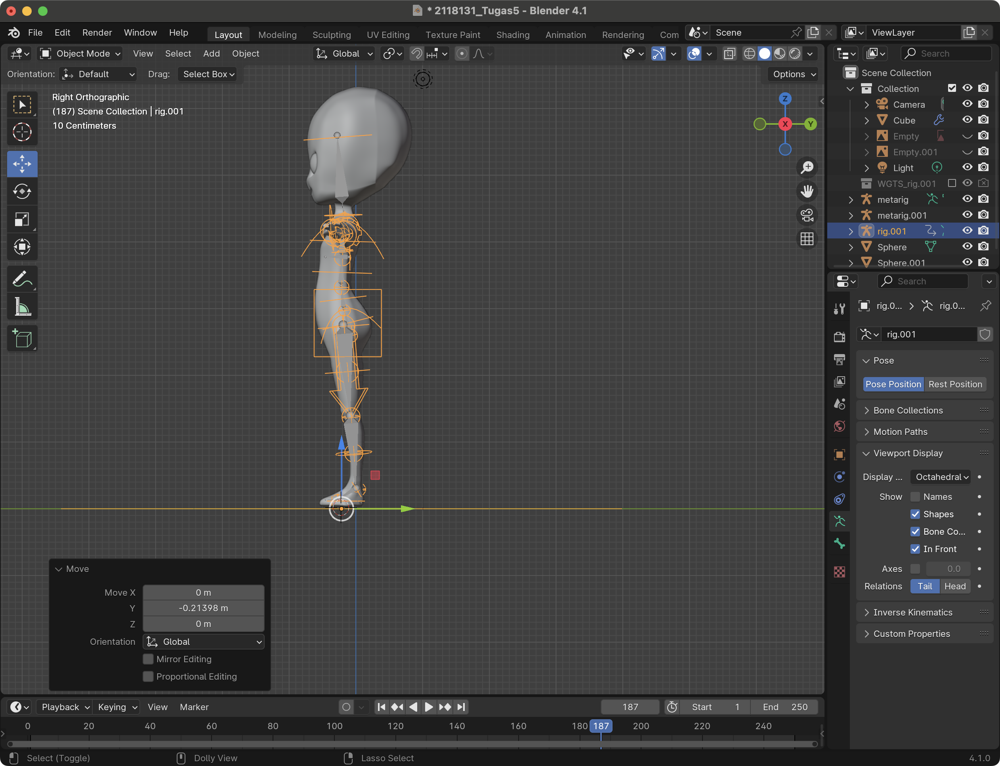 * 2118131_Tugas5 - Blender 4.1
File Edit Render Window Help Layout Modeling Sculpting UV Editing Texture Paint Shading Animation Rendering Com Scene ViewLayer
Object Mode View Select Add Object Global Search
Orientation: Default Drag: Select Box Options
Right Orthographic
(187) Scene Collection | rig.001
10 Centimeters
Z
X
Y
Scene Collection
Collection
Camera
Cube
Empty
Empty.001
Light
WGTS_rig.001
metarig
metarig.001
rig.001
Sphere
Sphere.001
Search
rig.0... rig.0...
rig.001
Pose
Pose Position Rest Position
Bone Collections
Motion Paths
Viewport Display
Display ... Octahedral
Show Names
Shapes
Bone Co...
In Front
Axes 0.0
Relations Tail Head
Inverse Kinematics
Custom Properties
Move
Move X 0 m
Y -0.21398 m
Z 0 m
Orientation Global
Mirror Editing
Proportional Editing
Playback Keying View Marker 187 Start 1 End 250
0 20 40 60 80 100 120 140 160 180 187 200 220 240
Select (Toggle) Dolly View Lasso Select 4.1.0